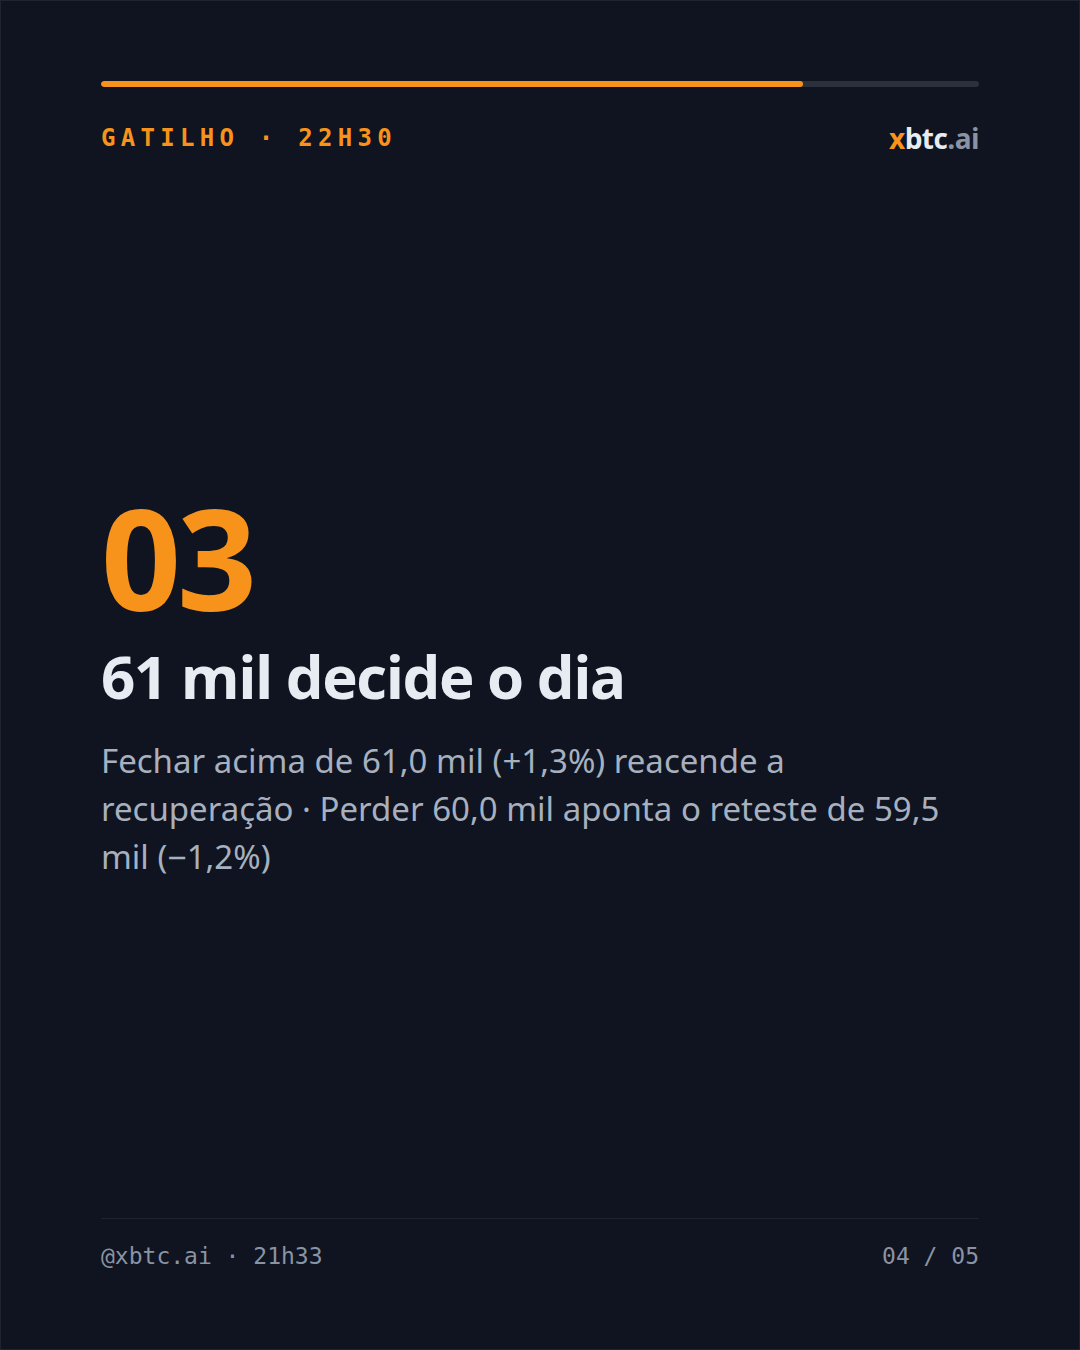 GATILHO · 22H30
xbtc.ai
03
61 mil decide o dia
Fechar acima de 61,0 mil (+1,3%) reacende a
recuperação · Perder 60,0 mil aponta o reteste de 59,5
mil (−1,2%)
@xbtc.ai · 21h33
04 / 05